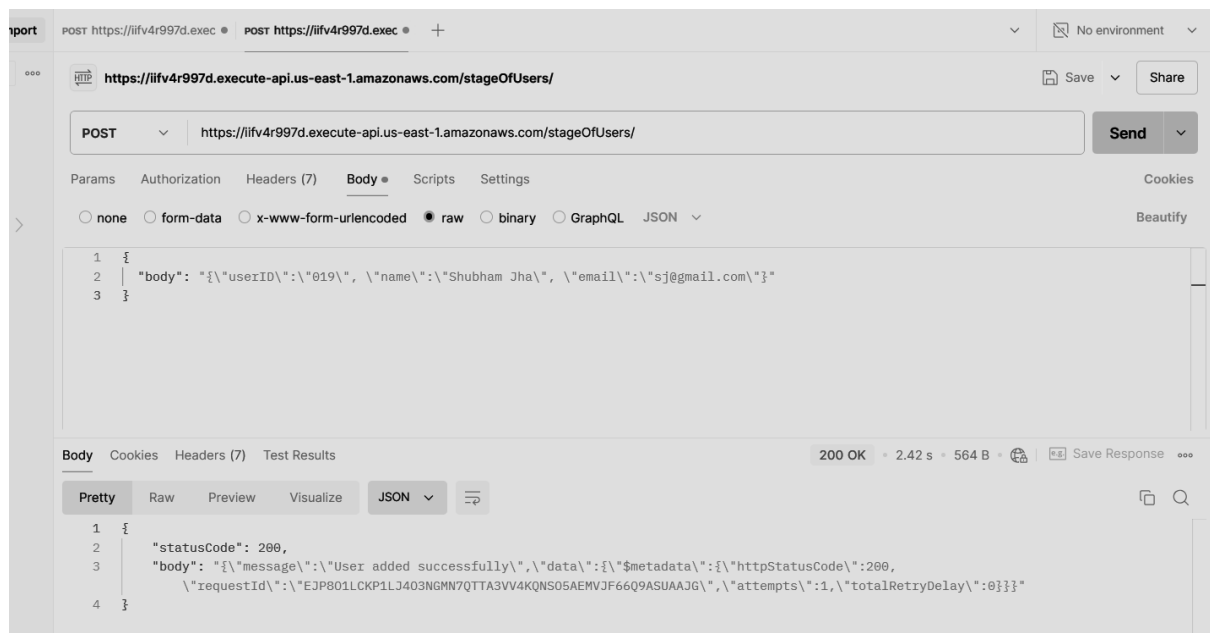 nport POST https://iifv4r997d.exec POST https://iifv4r997d.exec + No environment
HTTP https://iifv4r997d.execute-api.us-east-1.amazonaws.com/stageOfUsers/ Save Share
POST https://iifv4r997d.execute-api.us-east-1.amazonaws.com/stageOfUsers/ Send
Params Authorization Headers (7) Body Scripts Settings Cookies
none form-data x-www-form-urlencoded raw binary GraphQL JSON Beautify
1 {
2 "body": "{\"userID\":\"019\", \"name\":\"Shubham Jha\", \"email\":\"sj@gmail.com\"}"
3 }
Body Cookies Headers (7) Test Results 200 OK 2.42 s 564 B e.g. Save Response
Pretty Raw Preview Visualize JSON
1 {
2 "statusCode": 200,
3 "body": "{\"message\":\"User added successfully\",\"data\":{\"$metadata\":{\"httpStatusCode\":200,
\"requestId\":\"EJP8O1LCKP1LJ4O3NGMN7QTTA3VV4KQNSO5AEMVJF66Q9ASUAAJG\",\"attempts\":1,\"totalRetryDelay\":0}}}"
4 }